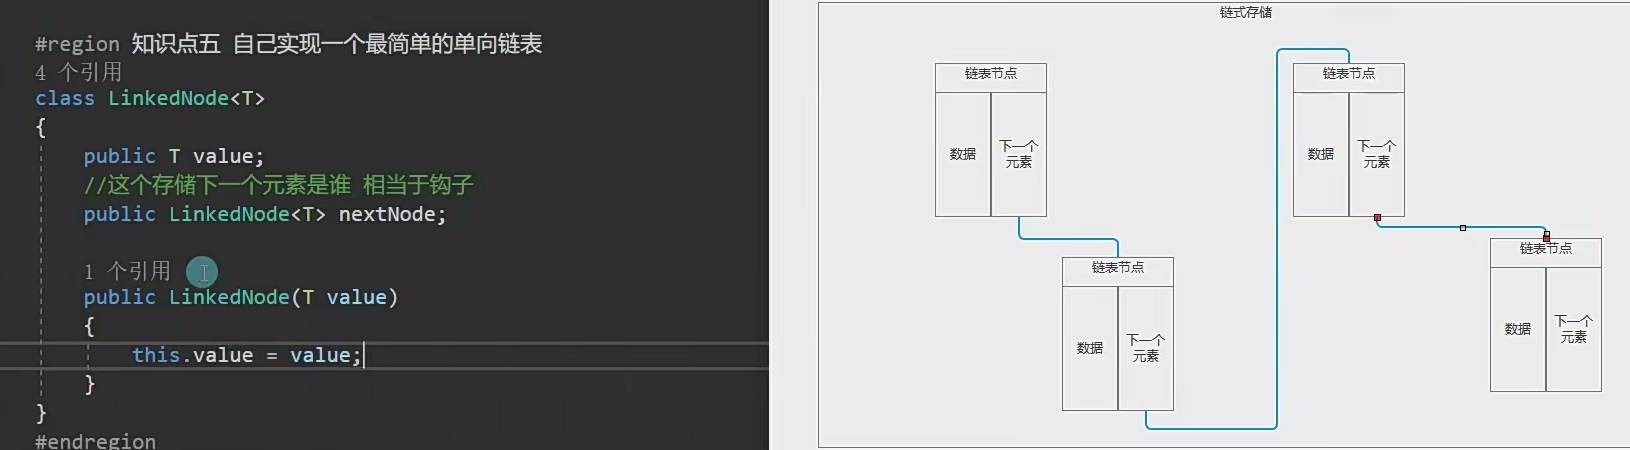 #region 知识点五 自己实现一个最简单的单向链表
4 个引用
class LinkedNode<T>
{
public T value;
//这个存储下一个元素是谁 相当于钩子
public LinkedNode<T> nextNode;
1 个引用
public LinkedNode(T value)
{
this.value = value;
}
}
#endregion
链式存储
链表节点
数据
下一个
元素
链表节点
数据
下一个
元素
链表节点
数据
下一个
元素
链表节点
数据
下一个
元素